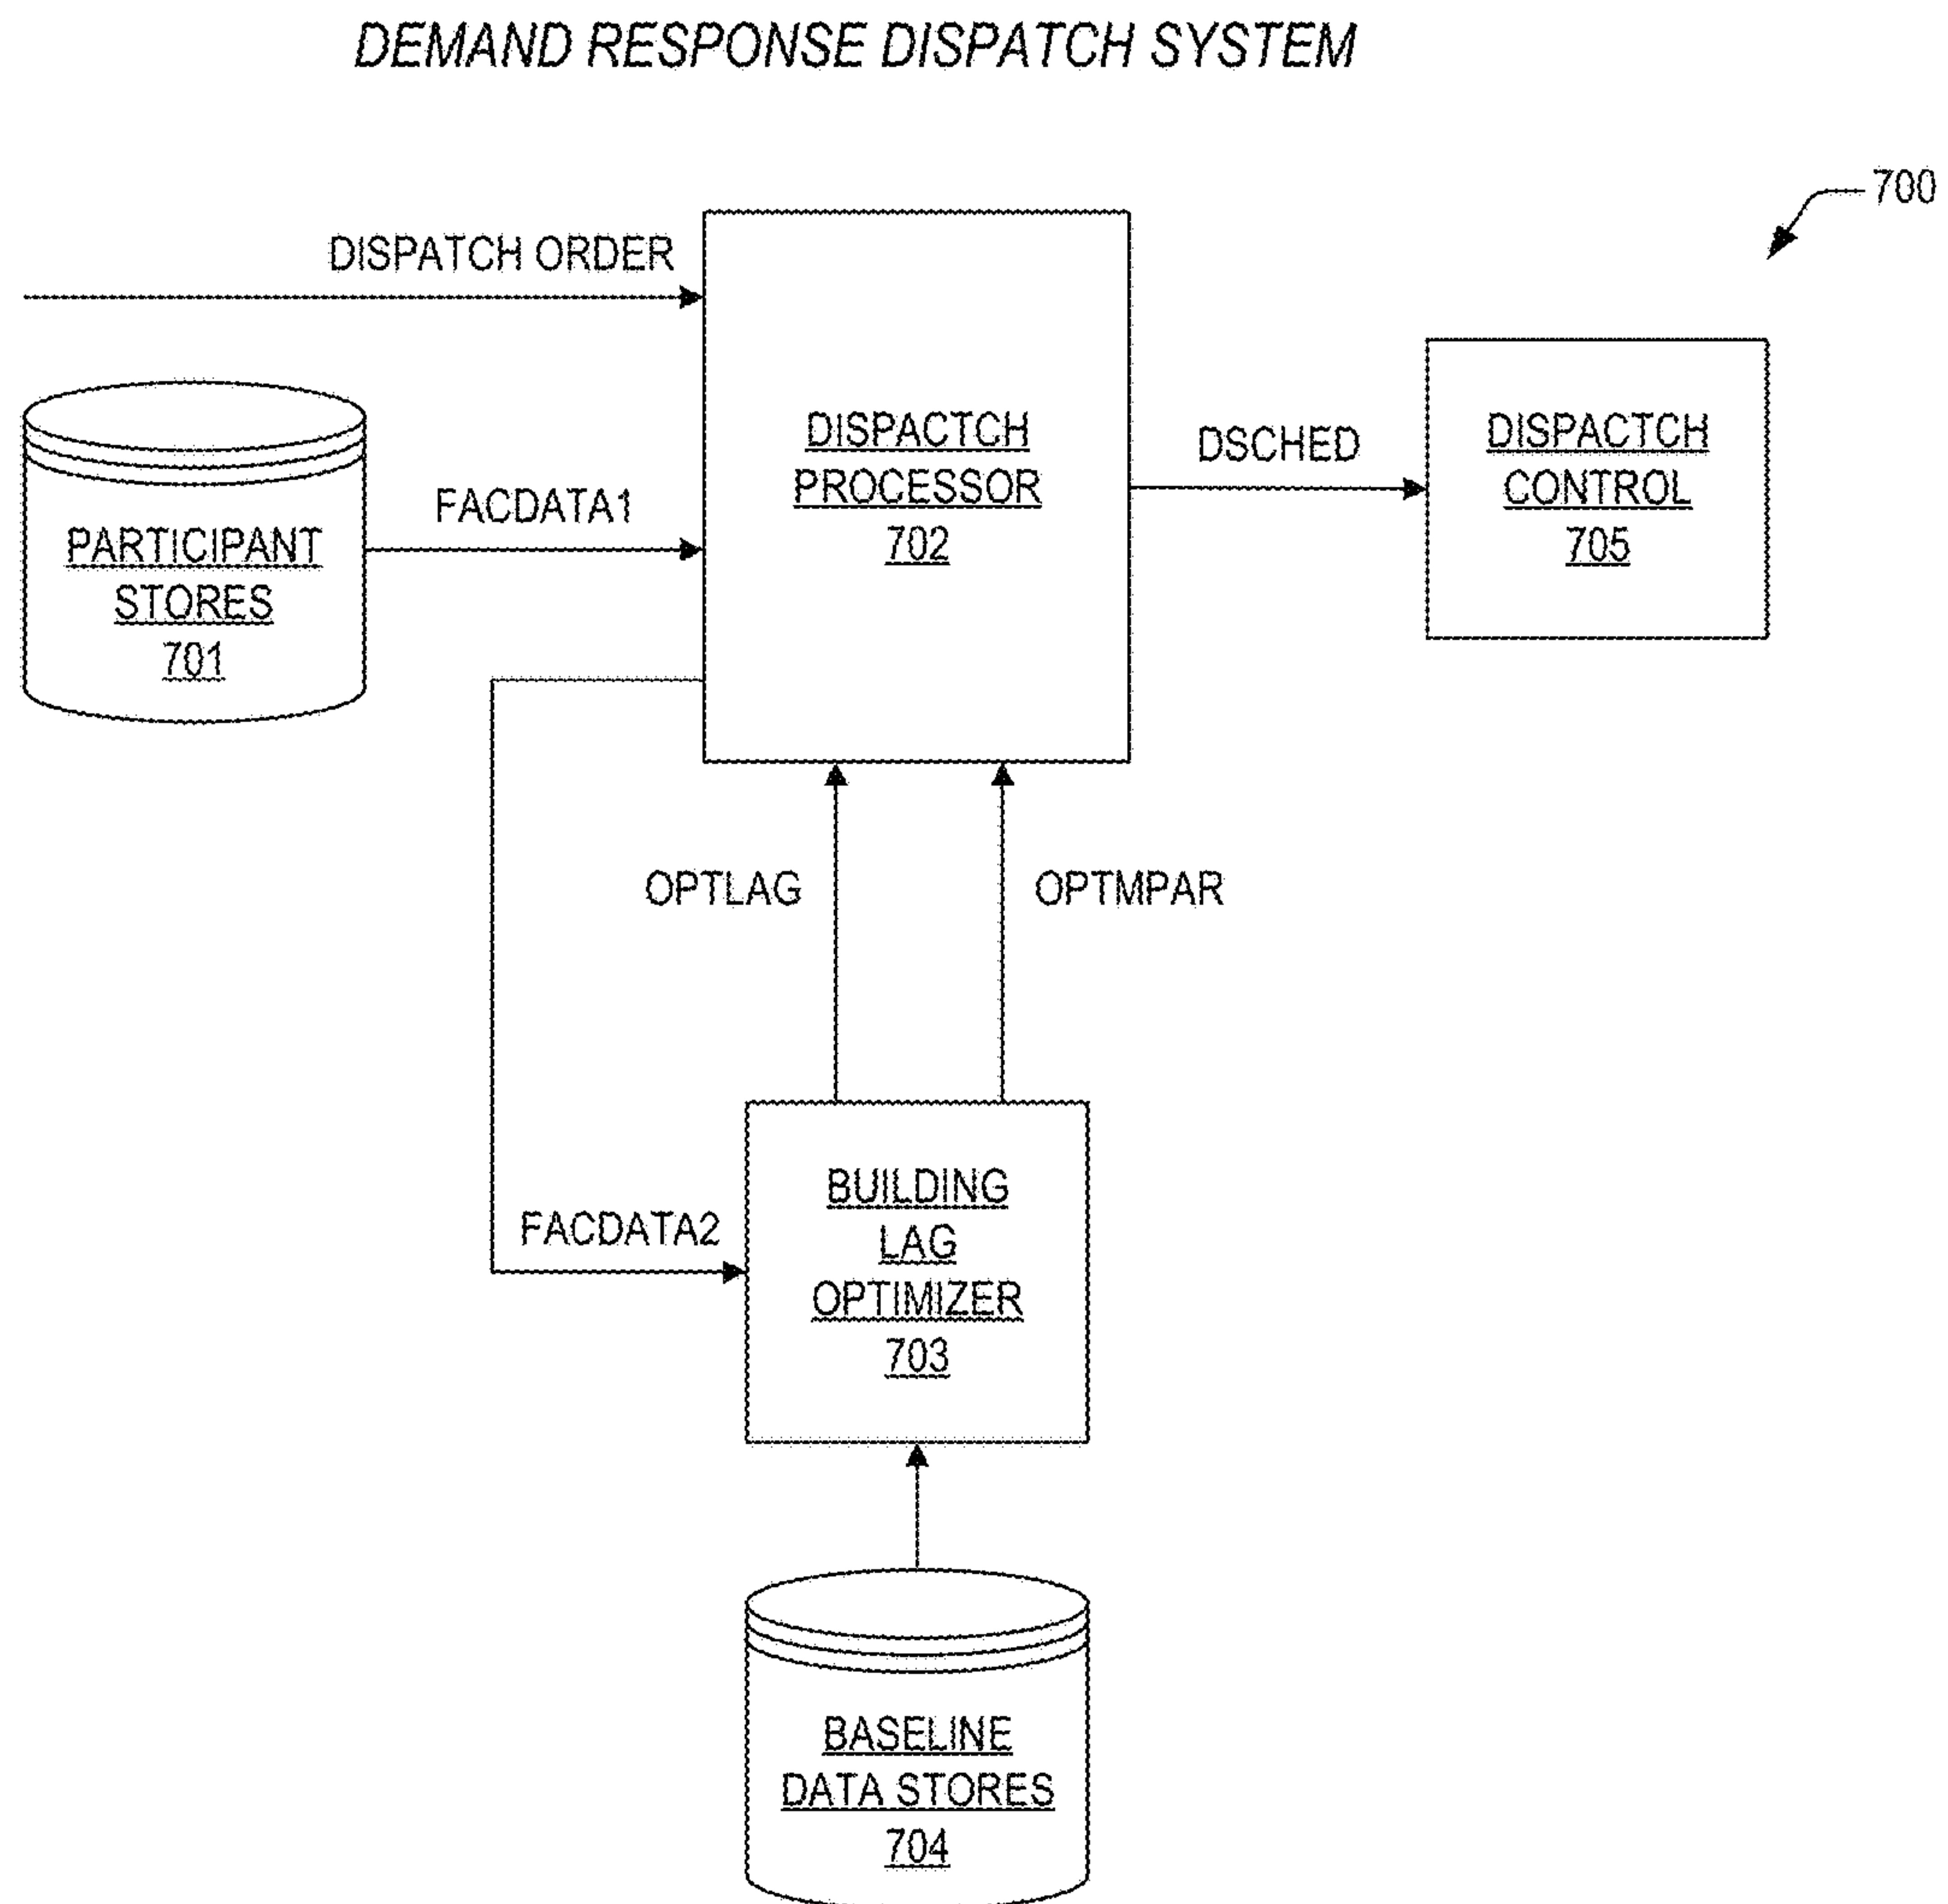 DEMAND RESPONSE DISPATCH SYSTEM
700
DISPATCH ORDER
PARTICIPANT
STORES
701
FACDATA1
DISPACTCH
PROCESSOR
702
DSCHED
DISPACTCH
CONTROL
705
OPTLAG
OPTMPAR
FACDATA2
BUILDING
LAG
OPTIMIZER
703
BASELINE
DATA STORES
704